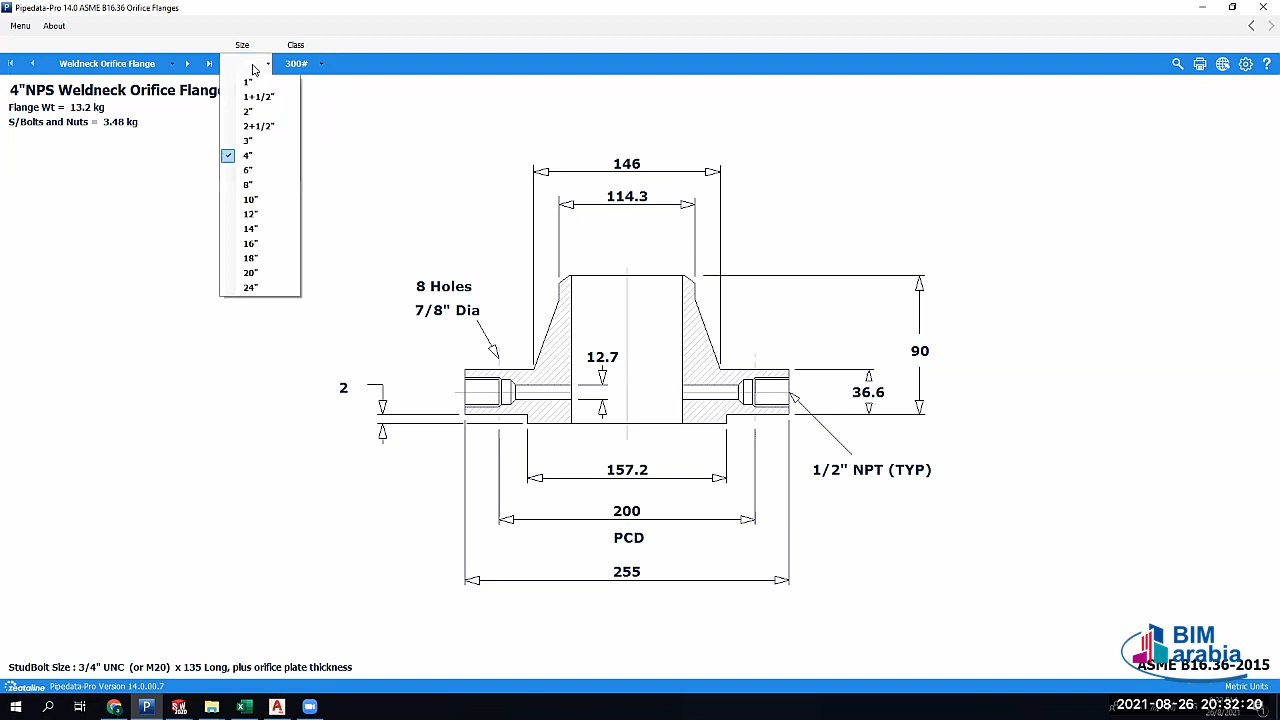 Pipedata-Pro 14.0 ASME B16.36 Orifice Flanges
Menu About
Size Class
Weldneck Orifice Flange 300#
4"NPS Weldneck Orifice Flang
Flange Wt = 13.2 kg
S/Bolts and Nuts = 3.48 kg
1"
1+1/2"
2"
2+1/2"
3"
4"
6"
8"
10"
12"
14"
16"
18"
20"
24"
146
114.3
8 Holes
7/8" Dia
12.7
90
2
36.6
157.2
1/2" NPT (TYP)
200
PCD
255
BIM
arabia
StudBolt Size : 3/4" UNC (or M20) x 135 Long, plus orifice plate thickness
ASME B16.36-2015
zeataline Pipedata-Pro Version 14.0.00.7
Metric Units
2021-08-26 20:32:20